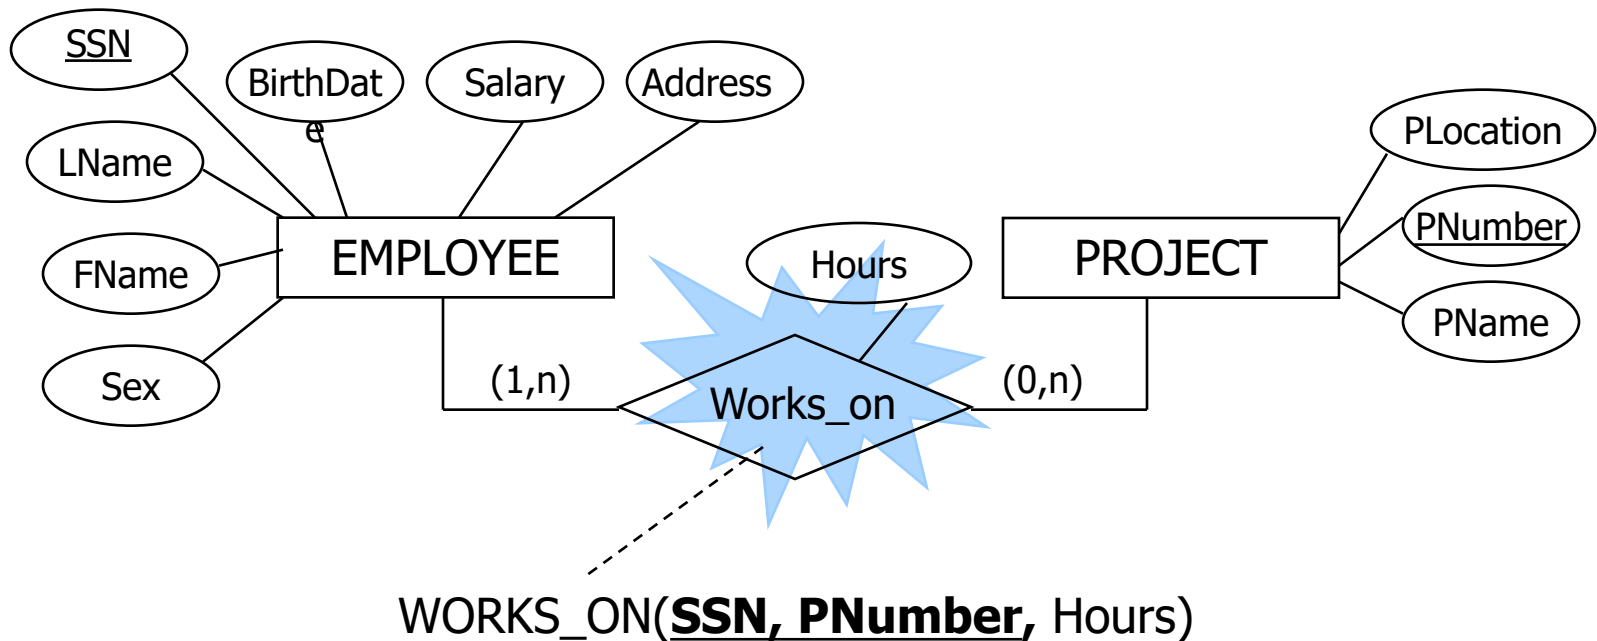 SSN
BirthDat
e
Salary
Address
PLocation
LName
PNumber
EMPLOYEE
Hours
PROJECT
FName
PName
Sex
(1,n)
Works_on
(0,n)
WORKS_ON(SSN, PNumber, Hours)